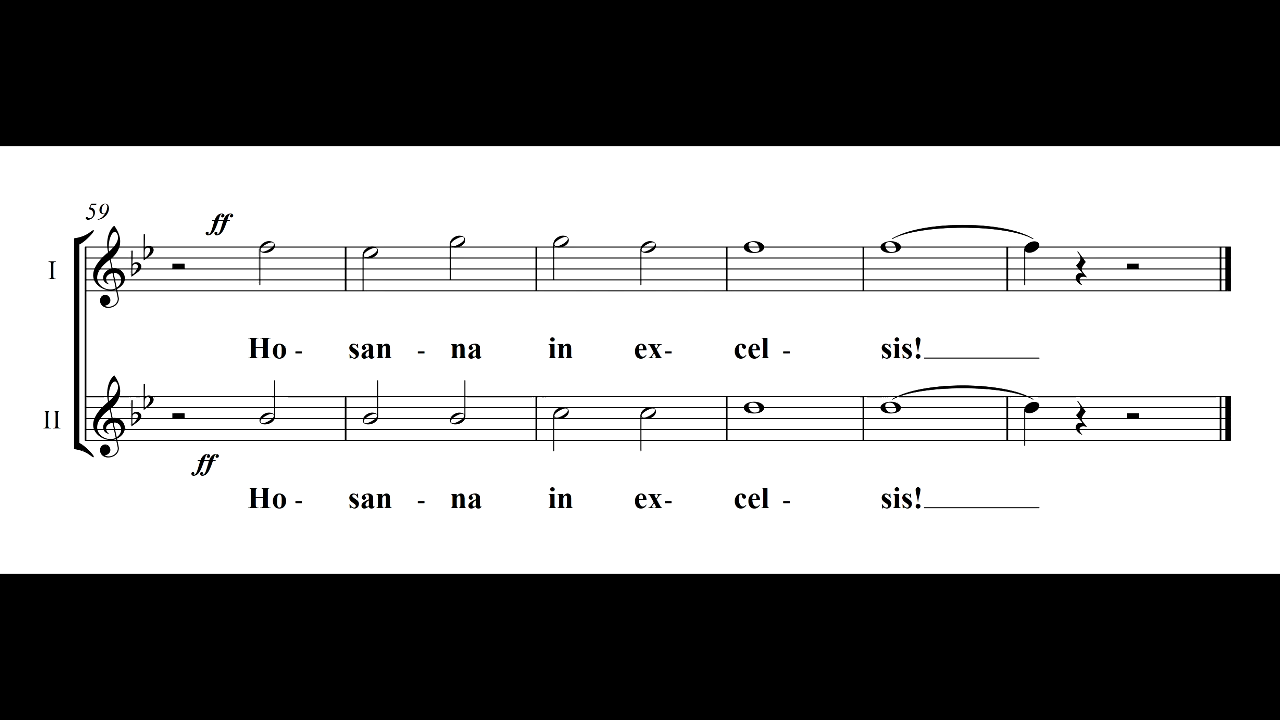 59
ff
I
Ho - san - na in ex- cel - sis!
II
ff
Ho - san - na in ex- cel - sis!